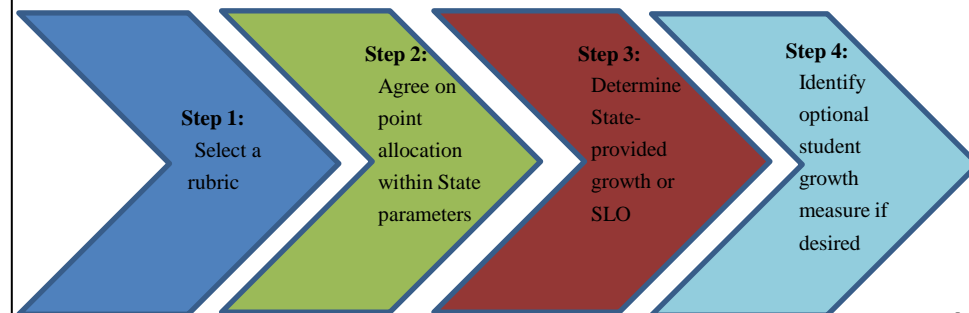 Step 1:
Select a
rubric
Step 2:
Agree on
point
allocation
within State
parameters
Step 3:
Determine
State-
provided
growth or
SLO
Step 4:
Identify
optional
student
growth
measure if
desired